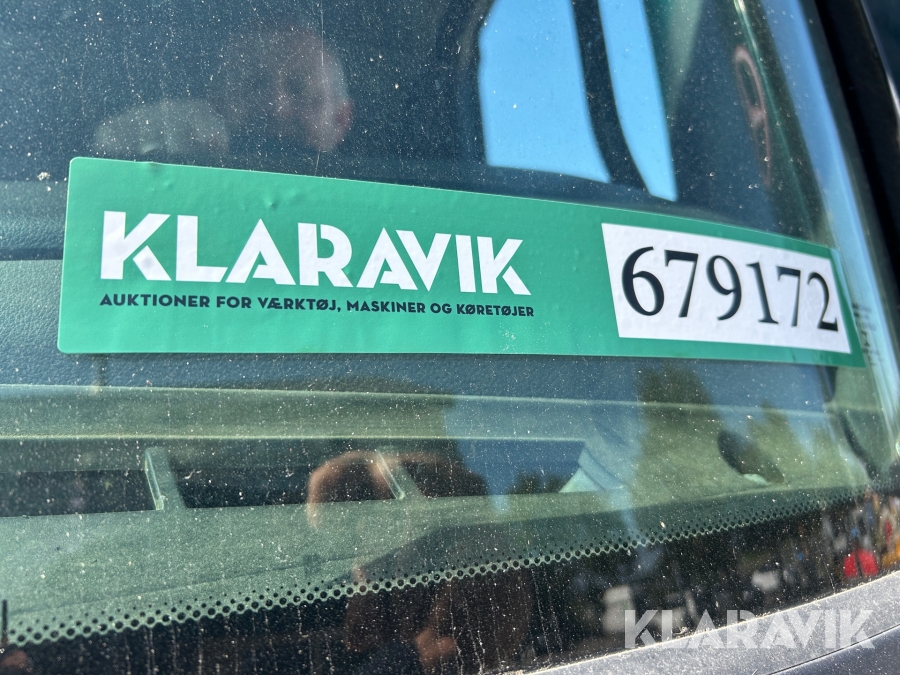 KLARAVIK
AUKTIONER FOR VÆRKTØJ, MASKINER OG KØRETØJER
679172
KLARAVIK